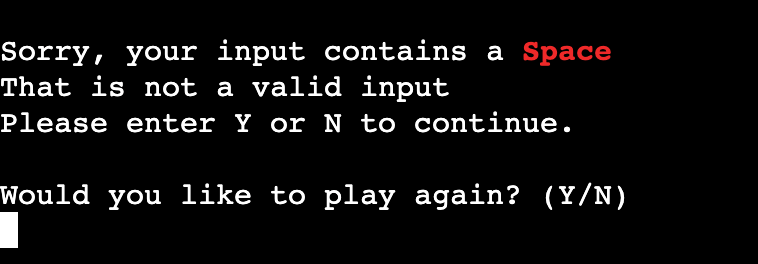 Sorry, your input contains a Space
That is not a valid input
Please enter Y or N to continue.
Would you like to play again? (Y/N)